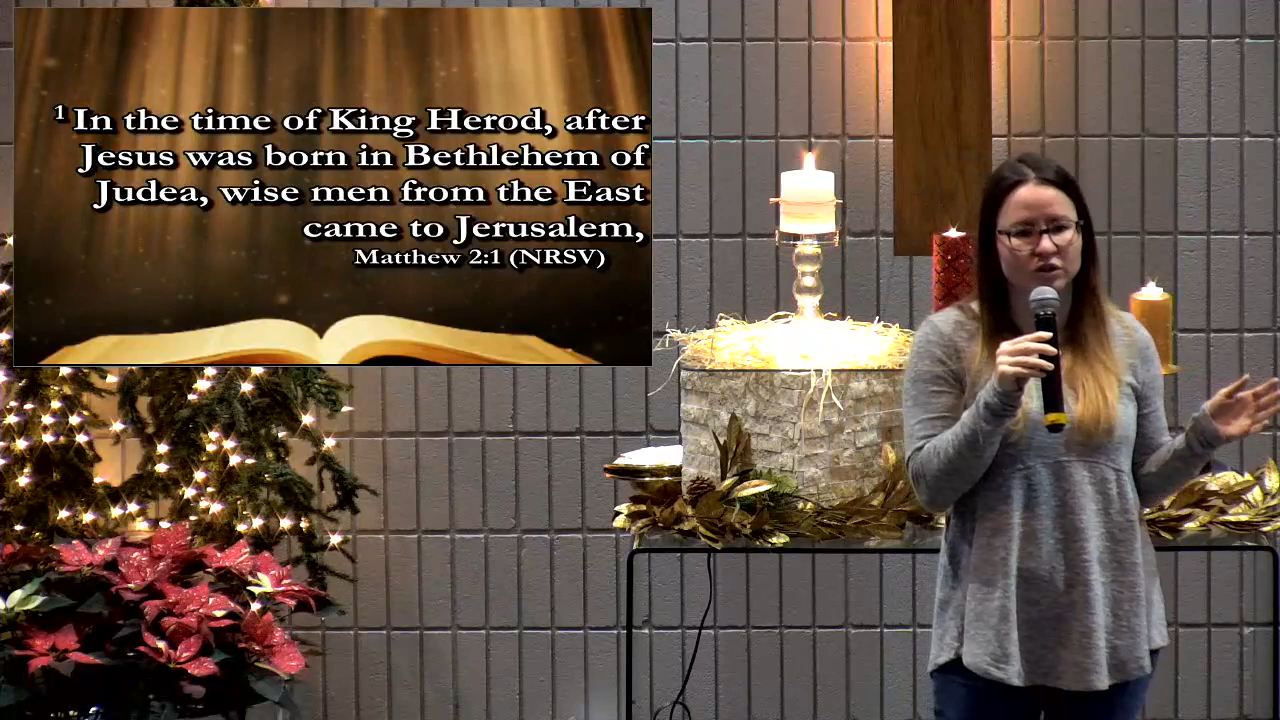 1 In the time of King Herod, after
Jesus was born in Bethlehem of
Judea, wise men from the East
came to Jerusalem,
Matthew 2:1 (NRSV)